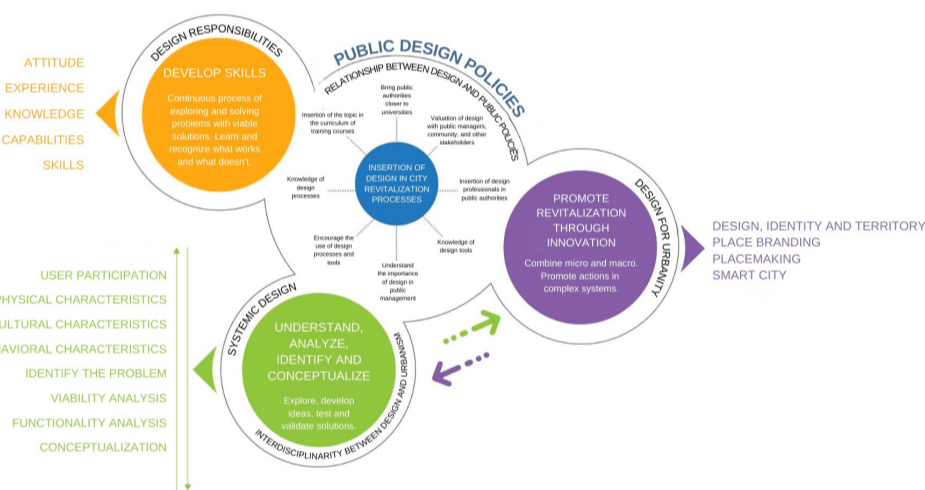 DESIGN RESPONSIBILITIES
DEVELOP SKILLS
Continuous process of
exploring and solving
problems with viable
solutions. Learn and
recognize what works
and what doesn't.
ATTITUDE
EXPERIENCE
KNOWLEDGE
CAPABILITIES
SKILLS
PUBLIC DESIGN POLICIES
RELATIONSHIP BETWEEN DESIGN AND PUBLIC POLICIES
Bring public
authorities
closer to
universities
Insertion of the topic in
the curriculum of
training courses
Valuation of design
with public managers,
community, and other
stakeholders
INSERTION OF
DESIGN IN CITY
REVITALIZATION
PROCESSES
Knowledge of
design
processes
Insertion of design
professionals in
public authorities
Encourage the
use of design
processes and
tools
Understand
the importance
of design in
public
management
Knowledge of
design tools
DESIGN FOR URBANITY
PROMOTE
REVITALIZATION
THROUGH
INNOVATION
Combine micro and macro.
Promote actions in
complex systems.
DESIGN, IDENTITY AND TERRITORY
PLACE BRANDING
PLACEMAKING
SMART CITY
SYSTEMIC DESIGN
UNDERSTAND,
ANALYZE,
IDENTIFY AND
CONCEPTUALIZE
Explore, develop
ideas, test and
validate solutions.
INTERDISCIPLINARITY BETWEEN DESIGN AND URBANISM
USER PARTICIPATION
PHYSICAL CHARACTERISTICS
ULTURAL CHARACTERISTICS
AVIORAL CHARACTERISTICS
IDENTIFY THE PROBLEM
VIABILITY ANALYSIS
FUNCTIONALITY ANALYSIS
CONCEPTUALIZATION